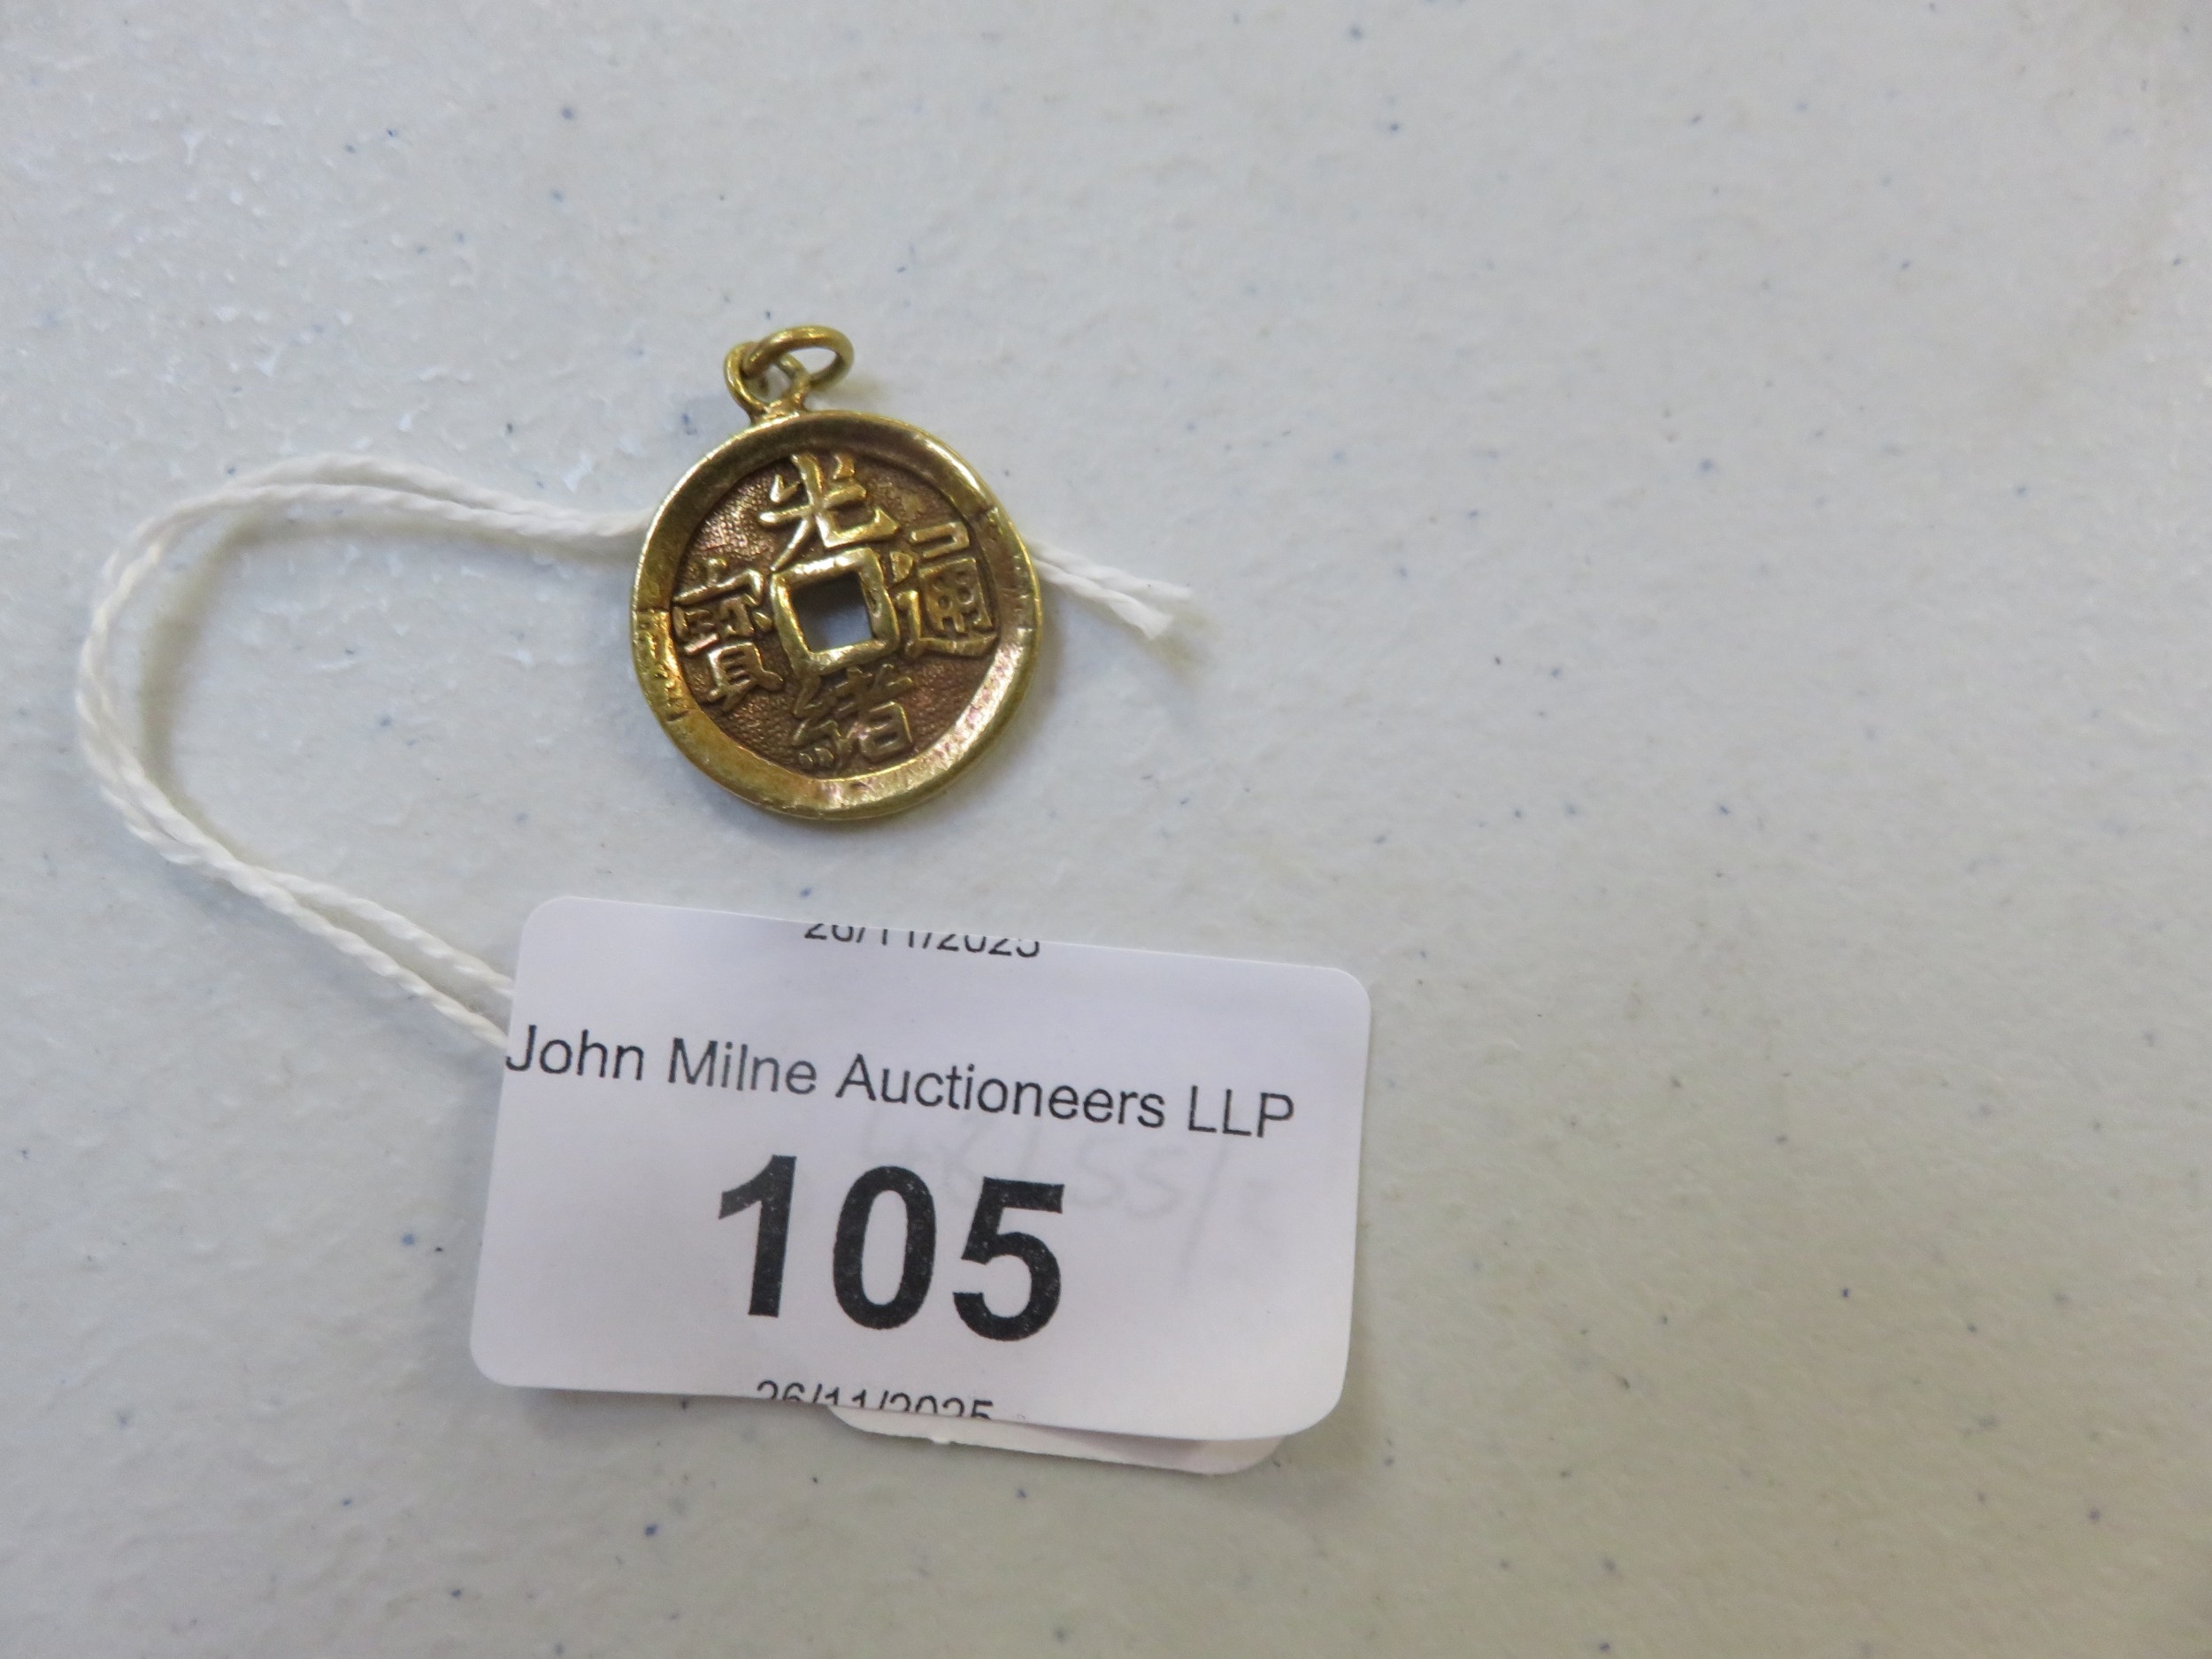 光
寶 通
緒
26/11/2025
John Milne Auctioneers LLP
105
26/11/2025